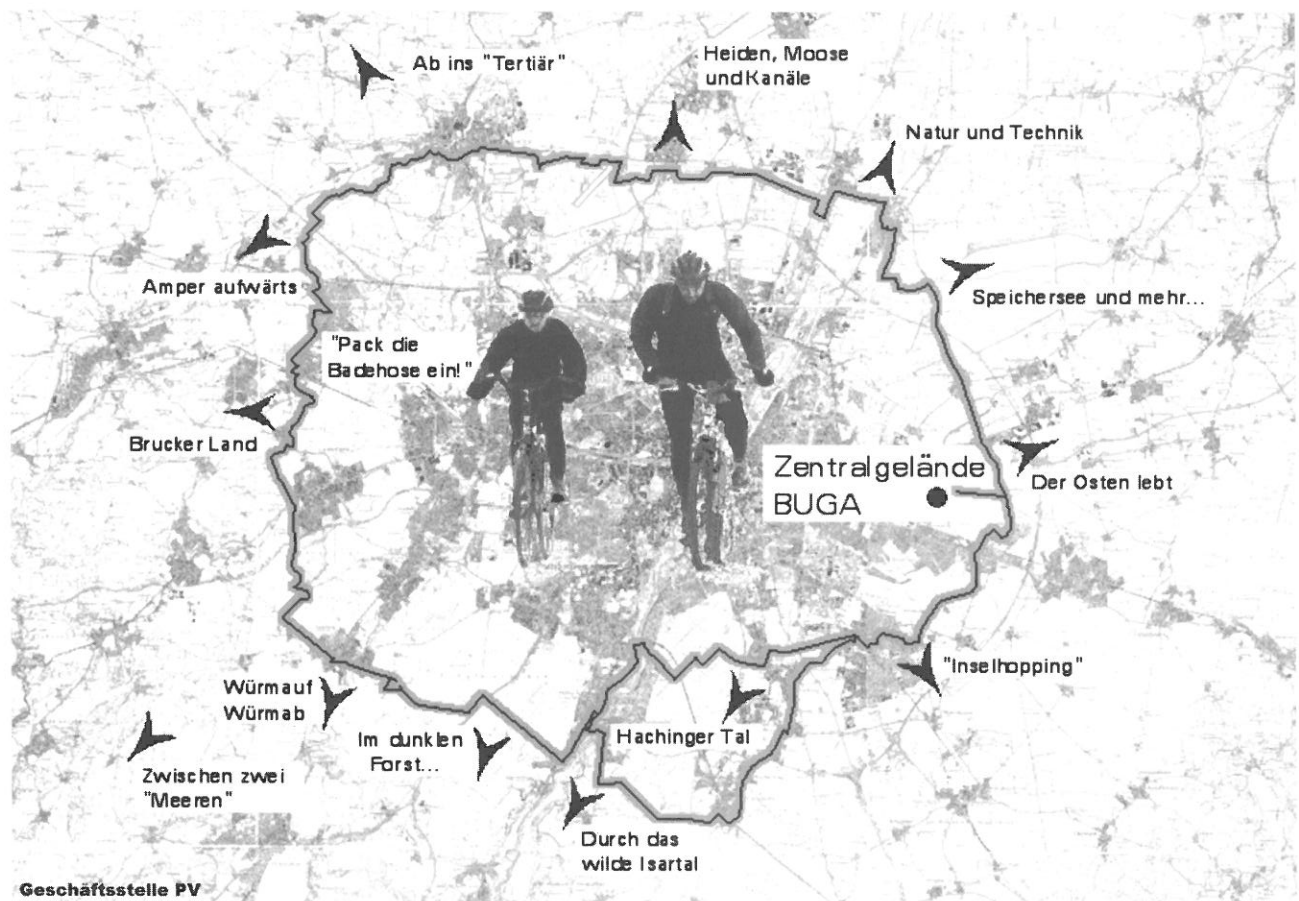 Ab ins "Tertiär"
Heiden, Moose
und Kanäle
Natur und Technik
Amper aufwärts
Speichersee und mehr...
"Pack die
Badehose ein!"
Brucker Land
Zentralgelände
BUGA
Der Osten lebt
"Inselhopping"
Würmauf
Würmab
Im dunklen
Forst...
Hachinger Tal
Zwischen zwei
"Meeren"
Durch das
wilde Isartal
Geschäftsstelle PV